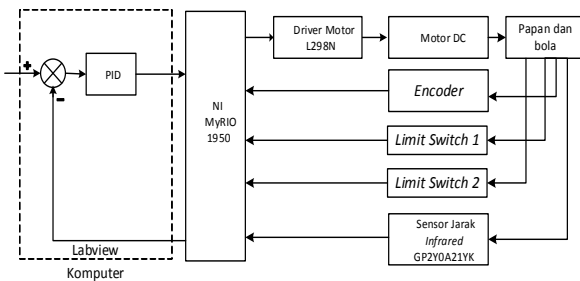 +
-
PID
Labview
Komputer
NI
MyRIO
1950
Driver Motor
L298N
Motor DC
Papan dan
bola
Encoder
Limit Switch 1
Limit Switch 2
Sensor Jarak
Infrared
GP2Y0A21YK